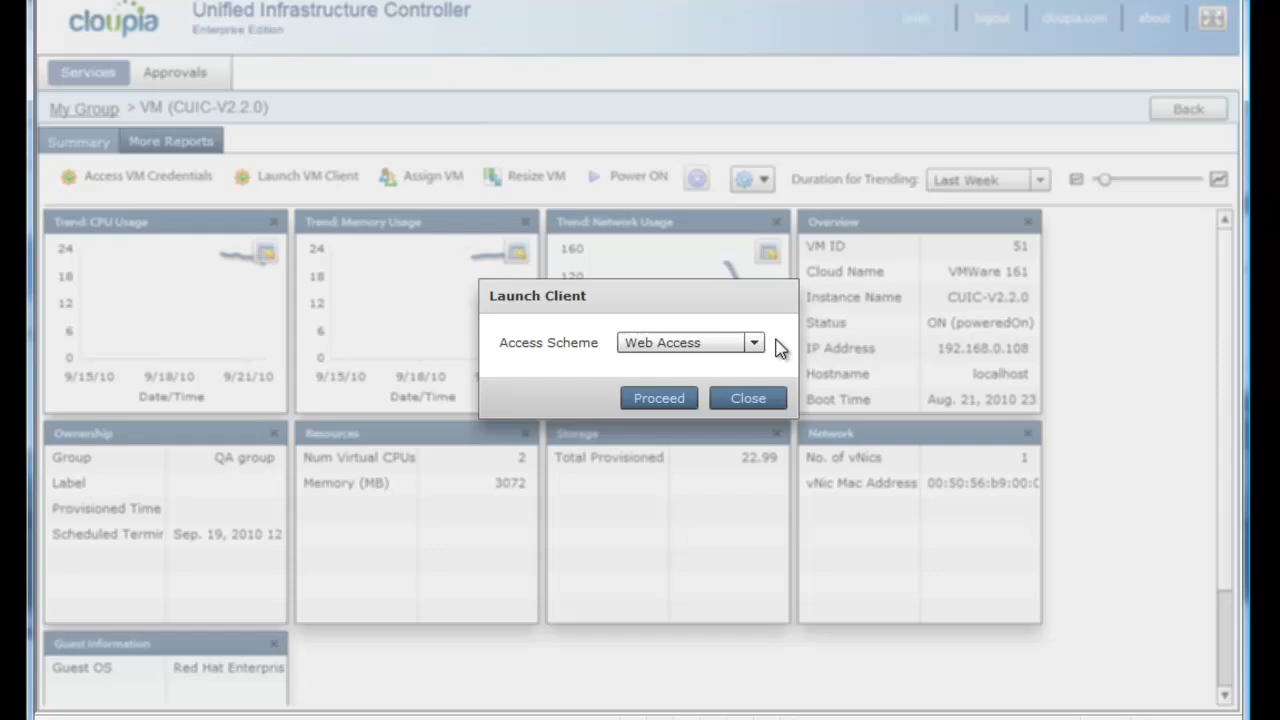 cloupia
Unified Infrastructure Controller
Enterprise Edition
logout
cloupia.com
about
Services
Approvals
My Group > VM (CUIC-V2.2.0)
Back
Summary
More Reports
Access VM Credentials
Launch VM Client
Assign VM
Resize VM
Power ON
Duration for Trending:
Last Week
Trend: CPU Usage
24
18
12
6
0
9/15/10 9/18/10 9/21/10
Date/Time
Trend: Memory Usage
24
18
12
6
0
9/15/10 9/18/10
Date/Time
Trend: Network Usage
160
120
Overview
VM ID 51
Cloud Name VMWare 161
Instance Name CUIC-V2.2.0
Status ON (poweredOn)
IP Address 192.168.0.108
Hostname localhost
Boot Time Aug. 21, 2010 23
Launch Client
Access Scheme Web Access
Proceed Close
Ownership
Group QA group
Label
Provisioned Time
Scheduled Termir Sep. 19, 2010 12
Resources
Num Virtual CPUs 2
Memory (MB) 3072
Storage
Total Provisioned 22.99
Network
No. of vNics 1
vNic Mac Address 00:50:56:b9:00:0
Guest Information
Guest OS Red Hat Enterpris